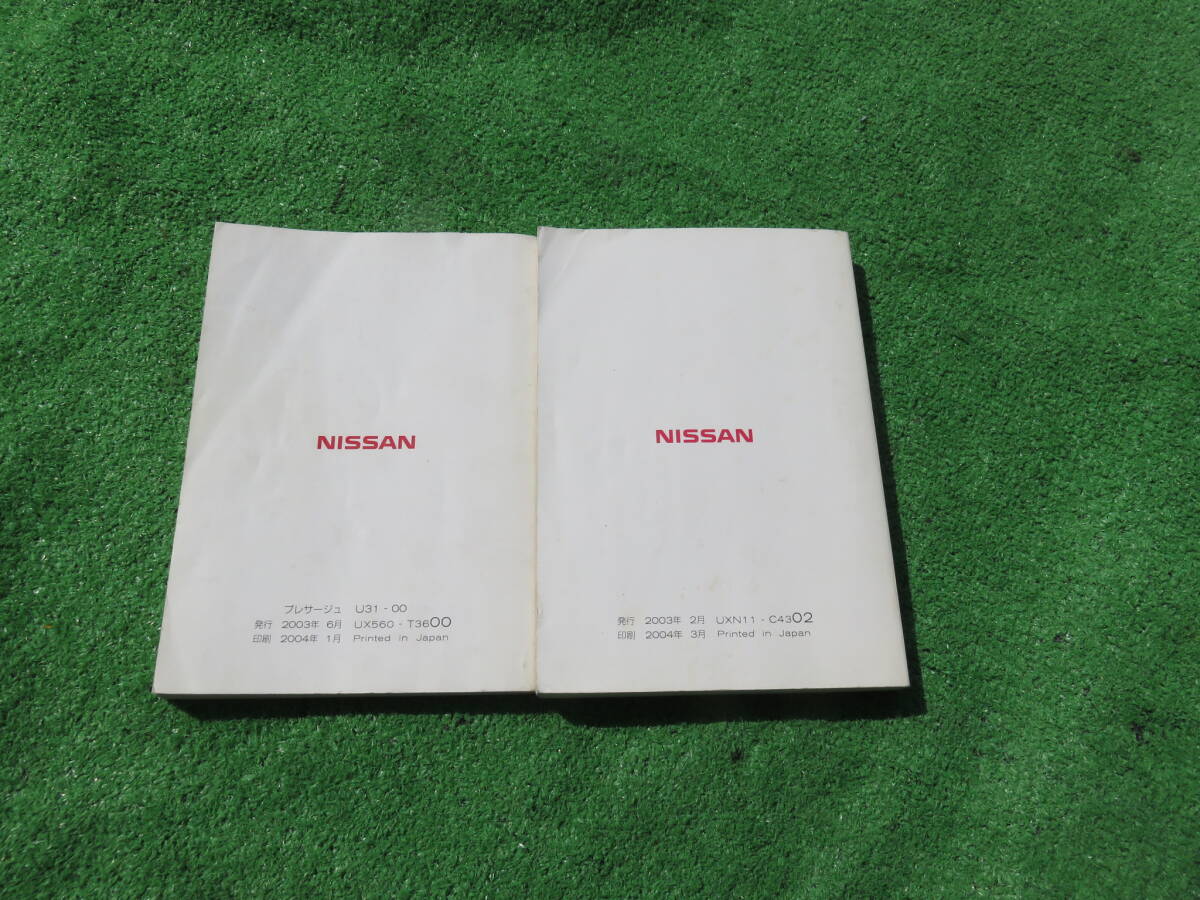 NISSAN
プレサージュ U31 - 00
発行 2003年 6月 UX560 - T3600
印刷 2004年 1月 Printed in Japan
NISSAN
発行 2003年 2月 UXN11 - C4302
印刷 2004年 3月 Printed in Japan